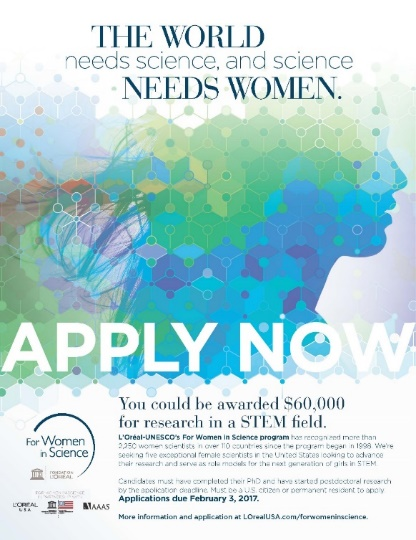 THE WORLD
needs science, and science
NEEDS WOMEN.
APPLY NOW
You could be awarded $60,000
for research in a STEM field.
L'Oréal-UNESCO's For Women in Science program has recognized more than
2,250 women scientists in over 110 countries since the program began in 1998. We're
seeking five exceptional female scientists in the United States looking to advance
their research and serve as role models for the next generation of girls in STEM.
Candidates must have completed their PhD and have started postdoctoral research
by the application deadline. Must be a U.S. citizen or permanent resident to apply.
Applications due February 3, 2017.
More information and application at LOrealUSA.com/forwomeninscience.
For Women
in Science
FONDATION
L'ORÉAL
L'ORÉAL
USA
AAAS